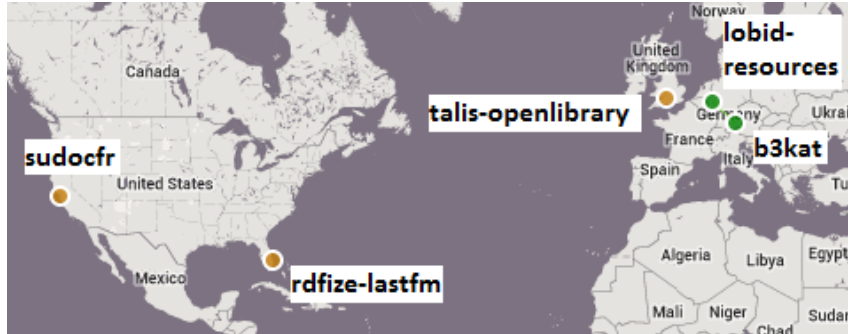 Norway
lobid-
resources
United
Kingdom
Canada
talis-openlibrary
Germany
Ukrai
France
b3kat
sudocfr
Italy
Spain
United States
Tu
Algeria
Libya
Egypt
Mexico
rdfize-lastfm
Mali
Niger
Sudan
Chad